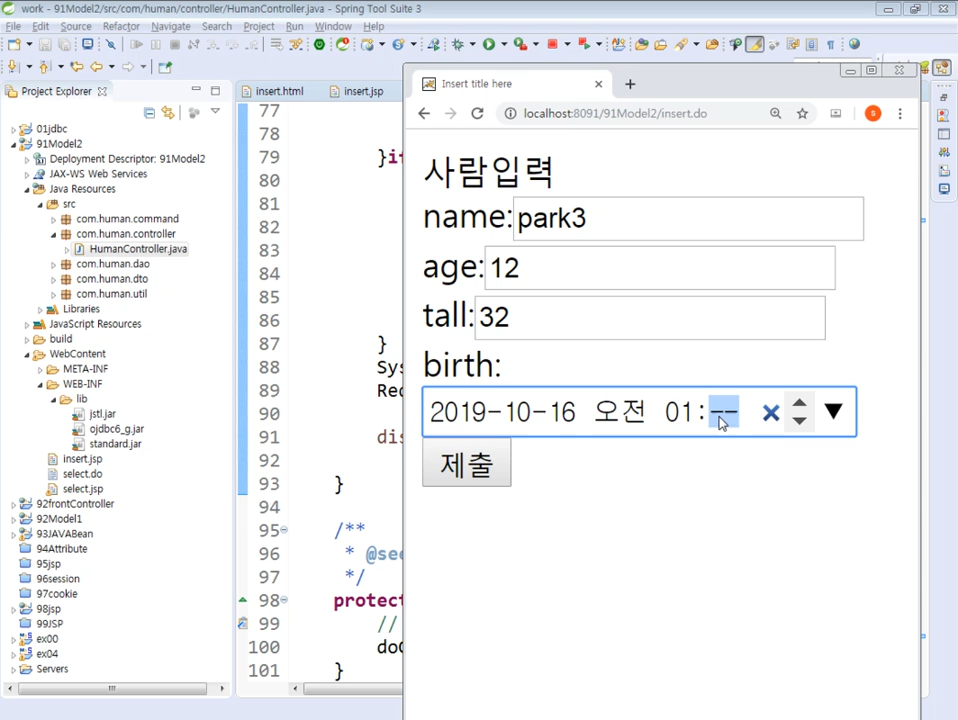 work - 91Model2/src/com/human/controller/HumanController.java - Spring Tool Suite 3
File Edit Source Refactor Navigate Search Project Run Window Help
Project Explorer
01jdbc
91Model2
Deployment Descriptor: 91Model2
JAX-WS Web Services
Java Resources
src
com.human.command
com.human.controller
HumanController.java
com.human.dao
com.human.dto
com.human.util
Libraries
JavaScript Resources
build
WebContent
META-INF
WEB-INF
lib
jstl.jar
ojdbc6_g.jar
standard.jar
insert.jsp
select.do
select.jsp
92frontController
92Model1
93JAVABean
94Attribute
95jsp
96session
97cookie
98jsp
99JSP
ex00
ex04
Servers
insert.html insert.jsp
77
78
79 }if
80
81
82
83
84
85
86
87 }
88 Sys
89 Red
90
91 dis
92
93 }
94
95 /**
96 * @see
97 */
98 protect
99 //
100 doG
101 }
Insert title here
localhost:8091/91Model2/insert.do
S
사람입력
name: park3
age: 12
tall: 32
birth:
2019-10-16 오전 01:--
제출